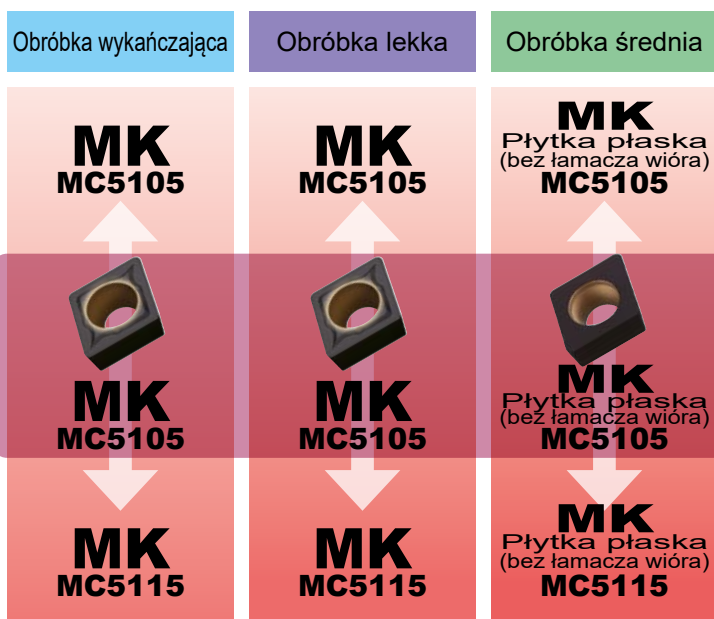 Obróbka wykańczająca
Obróbka lekka
Obróbka średnia
MK
MC5105
MK
MC5105
MK
Płytka płaska
(bez łamacza wióra)
MC5105
MK
MC5105
MK
MC5105
MK
Płytka płaska
(bez łamacza wióra)
MC5105
MK
MC5115
MK
MC5115
MK
Płytka płaska
(bez łamacza wióra)
MC5115